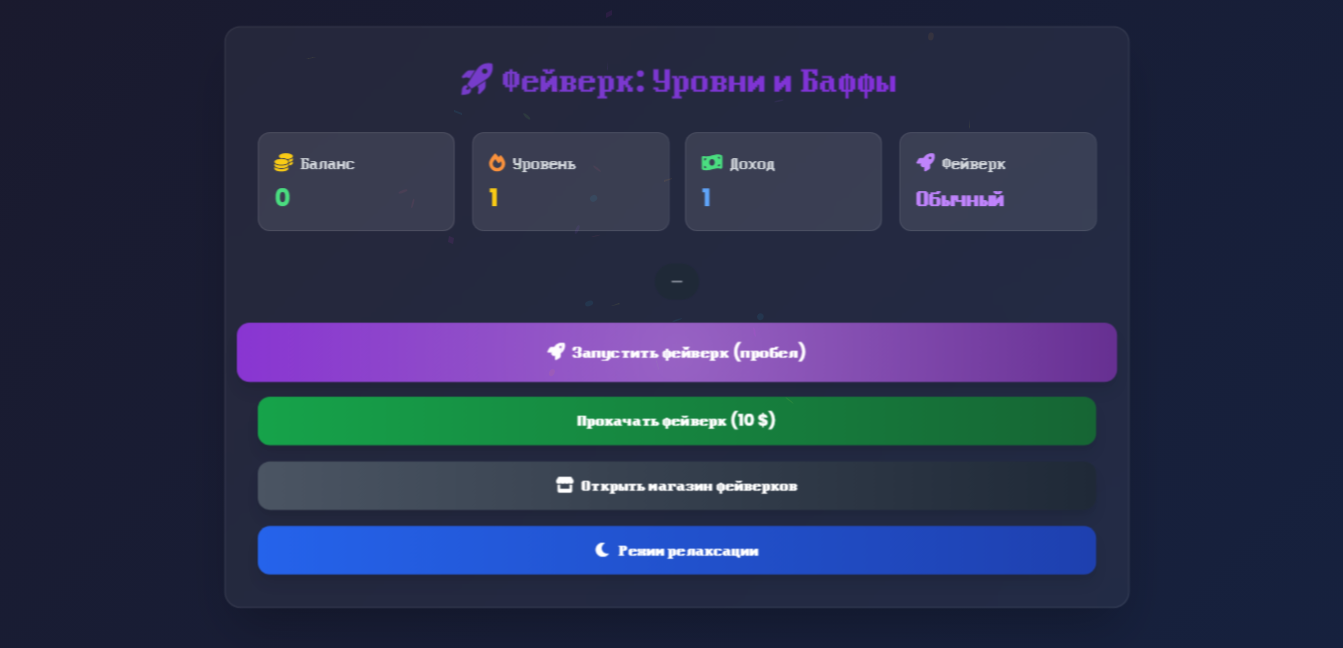 Фейверк: Уровни и Баффы
Баланс
0
Уровень
1
Доход
1
Фейверк
Обычный
—
Запустить фейверк (пробел)
Прокачать фейверк (10 $)
Открыть магазин фейверков
Режим релаксации